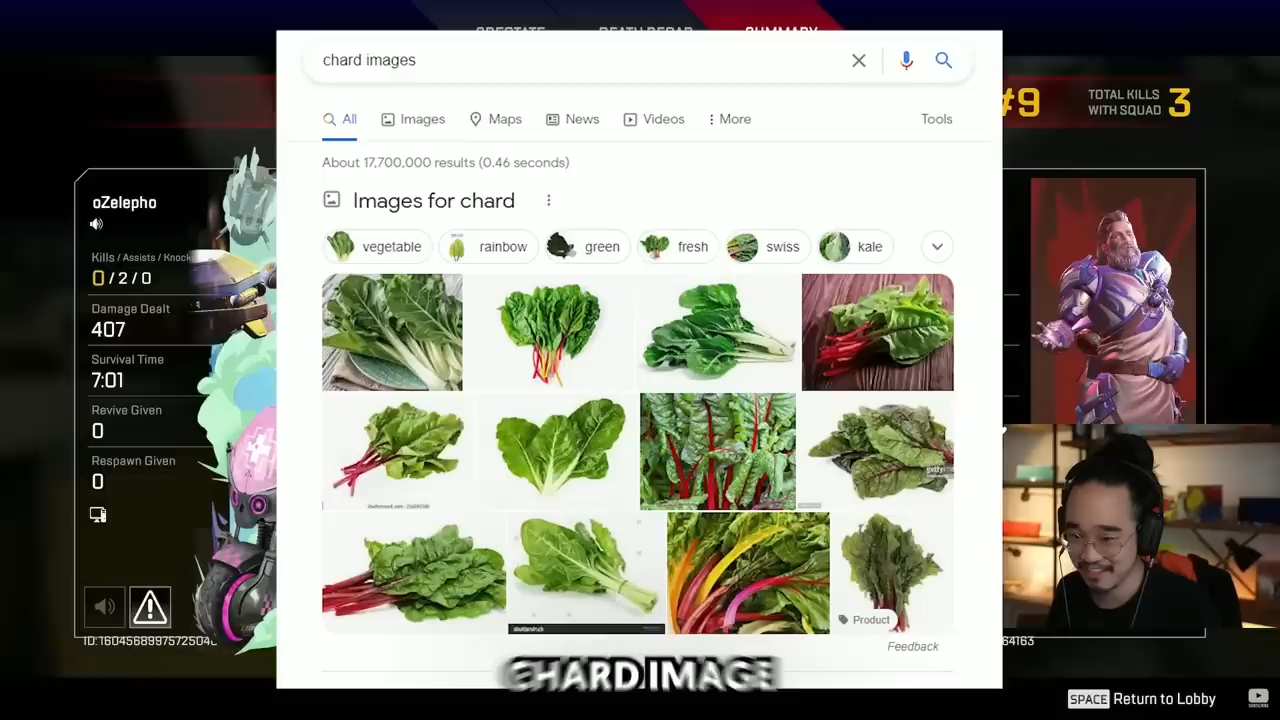 SUMMARY
chard images
All
Images
Maps
News
Videos
More
Tools
About 17,700,000 results (0.46 seconds)
Images for chard
vegetable
rainbow
green
fresh
swiss
kale
Product
Feedback
CHARD IMAGE
oZelepho
Kills / Assists / Knock
0 / 2 / 0
Damage Dealt
407
Survival Time
7:01
Revive Given
0
Respawn Given
0
#9
TOTAL KILLS
WITH SQUAD 3
SPACE Return to Lobby